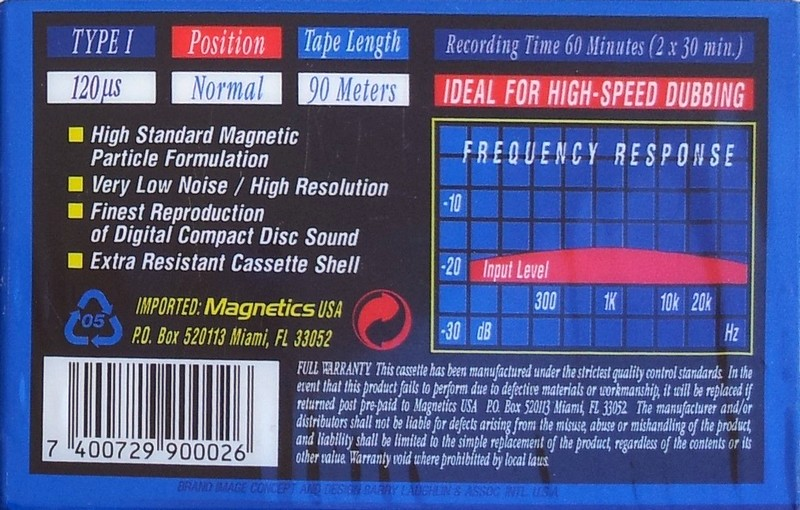 TYPE I Position Tape Length
120µs Normal 90 Meters
Recording Time 60 Minutes (2 x 30 min.)
IDEAL FOR HIGH-SPEED DUBBING
High Standard Magnetic
Particle Formulation
Very Low Noise / High Resolution
Finest Reproduction
of Digital Compact Disc Sound
Extra Resistant Cassette Shell
FREQUENCY RESPONSE
-10
-20 Input Level
300 1K 10k 20k
-30 dB Hz
05
IMPORTED: Magnetics USA
P.O. Box 520113 Miami, FL 33052
7 400729 900026
FULL WARRANTY. This cassette has been manufactured under the strictest quality control standards. In the
event that this product fails to perform due to defective materials or workmanship, it will be replaced if
returned post pre-paid to Magnetics USA P.O. Box 520113 Miami, FL 33052. The manufacturer and/or
distributors shall not be liable for defects arising from the misuse, abuse or mishandling of the product,
and liability shall be limited to the simple replacement of the product, regardless of the contents or its
other value. Warranty void where prohibited by local laws.
BRAND IMAGE CONCEPT AND DESIGN BARRY & ASSOC. INTL. U.S.A.